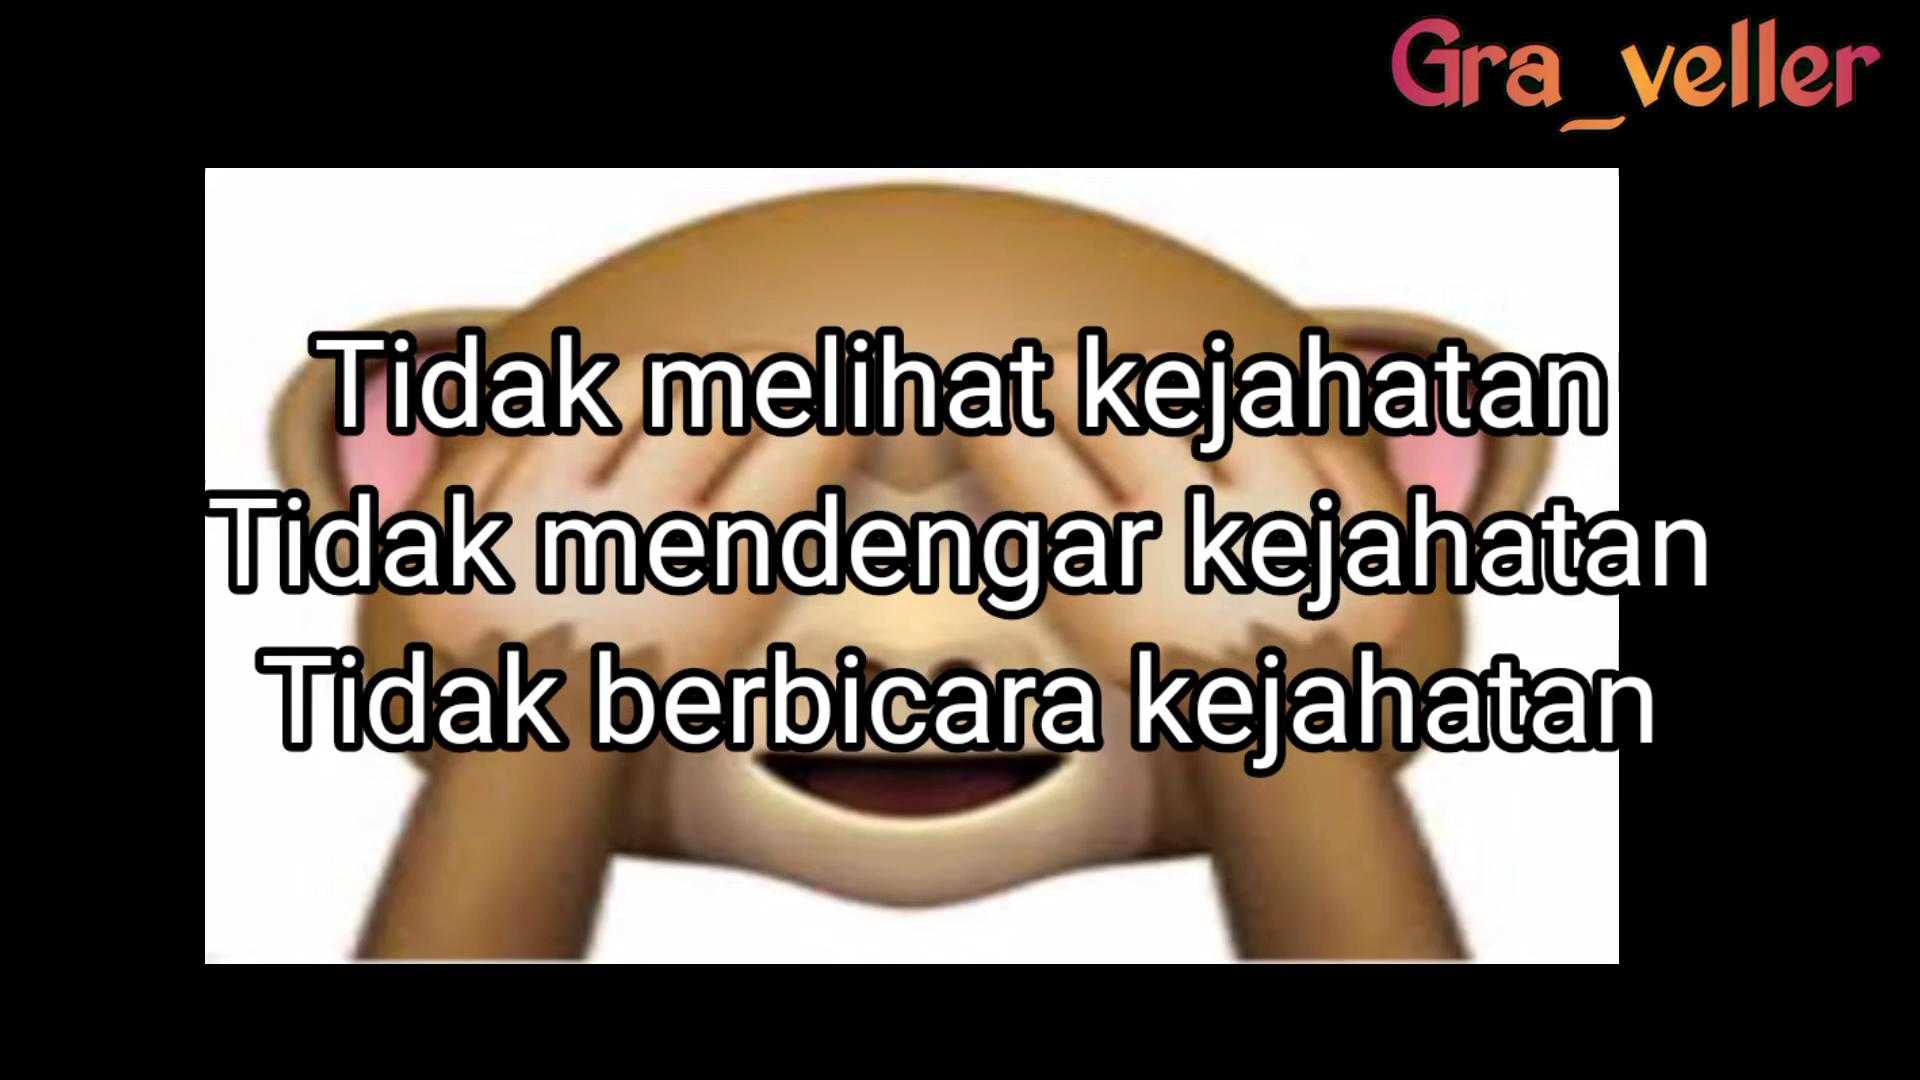 Gra_veller
Tidak melihat kejahatan
Tidak mendengar kejahatan
Tidak berbicara kejahatan